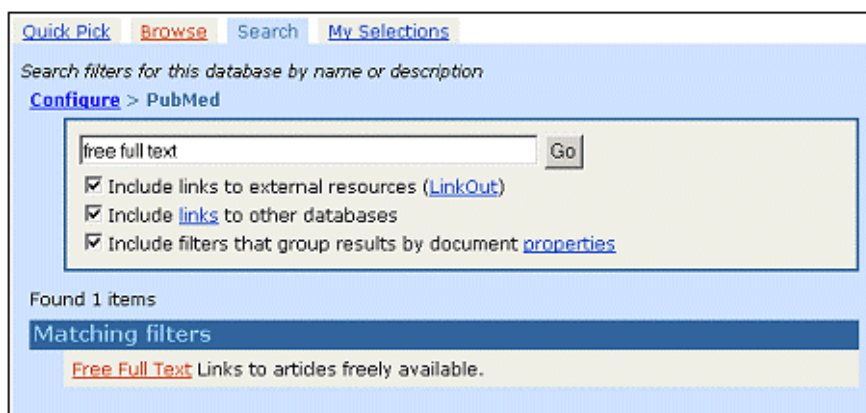 Quick Pick Browse Search My Selections
Search filters for this database by name or description
Configure > PubMed
free full text Go
Include links to external resources (LinkOut)
Include links to other databases
Include filters that group results by document properties
Found 1 items
Matching filters
Free Full Text Links to articles freely available.